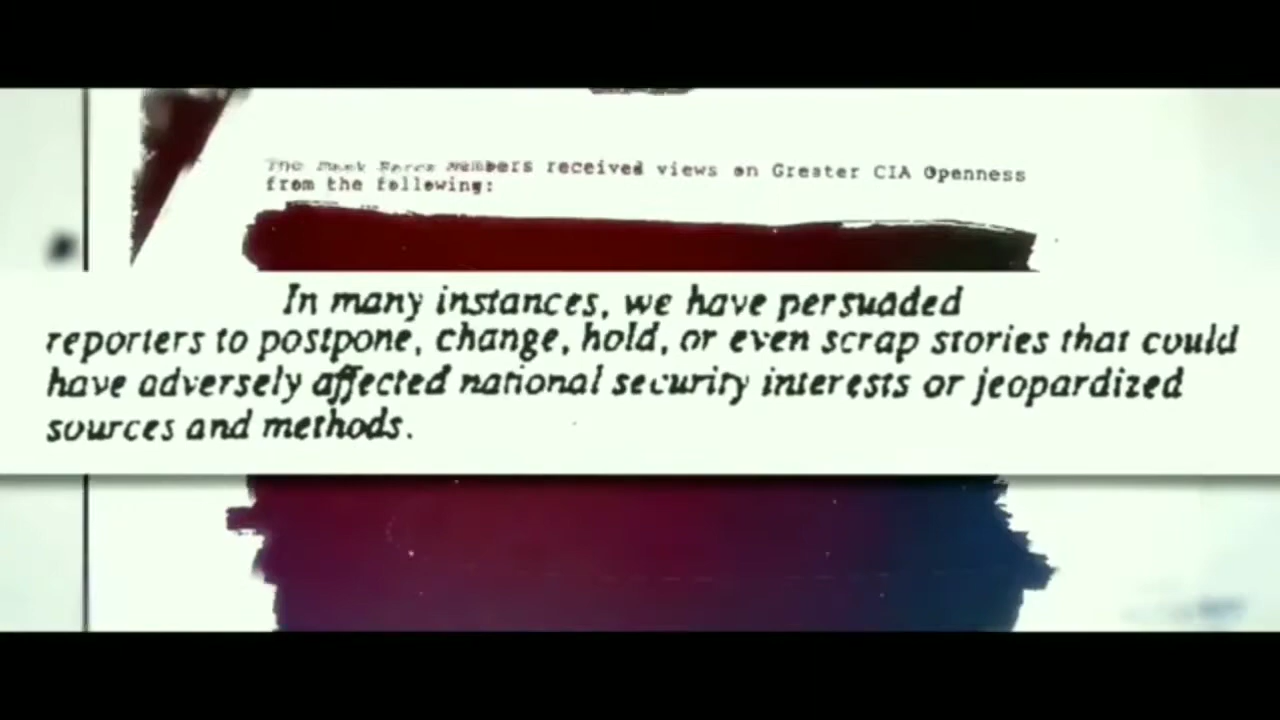 The Task Force Members received views on Greater CIA Openness
from the following:
In many instances, we have persuaded
reporters to postpone, change, hold, or even scrap stories that could
have adversely affected national security interests or jeopardized
sources and methods.